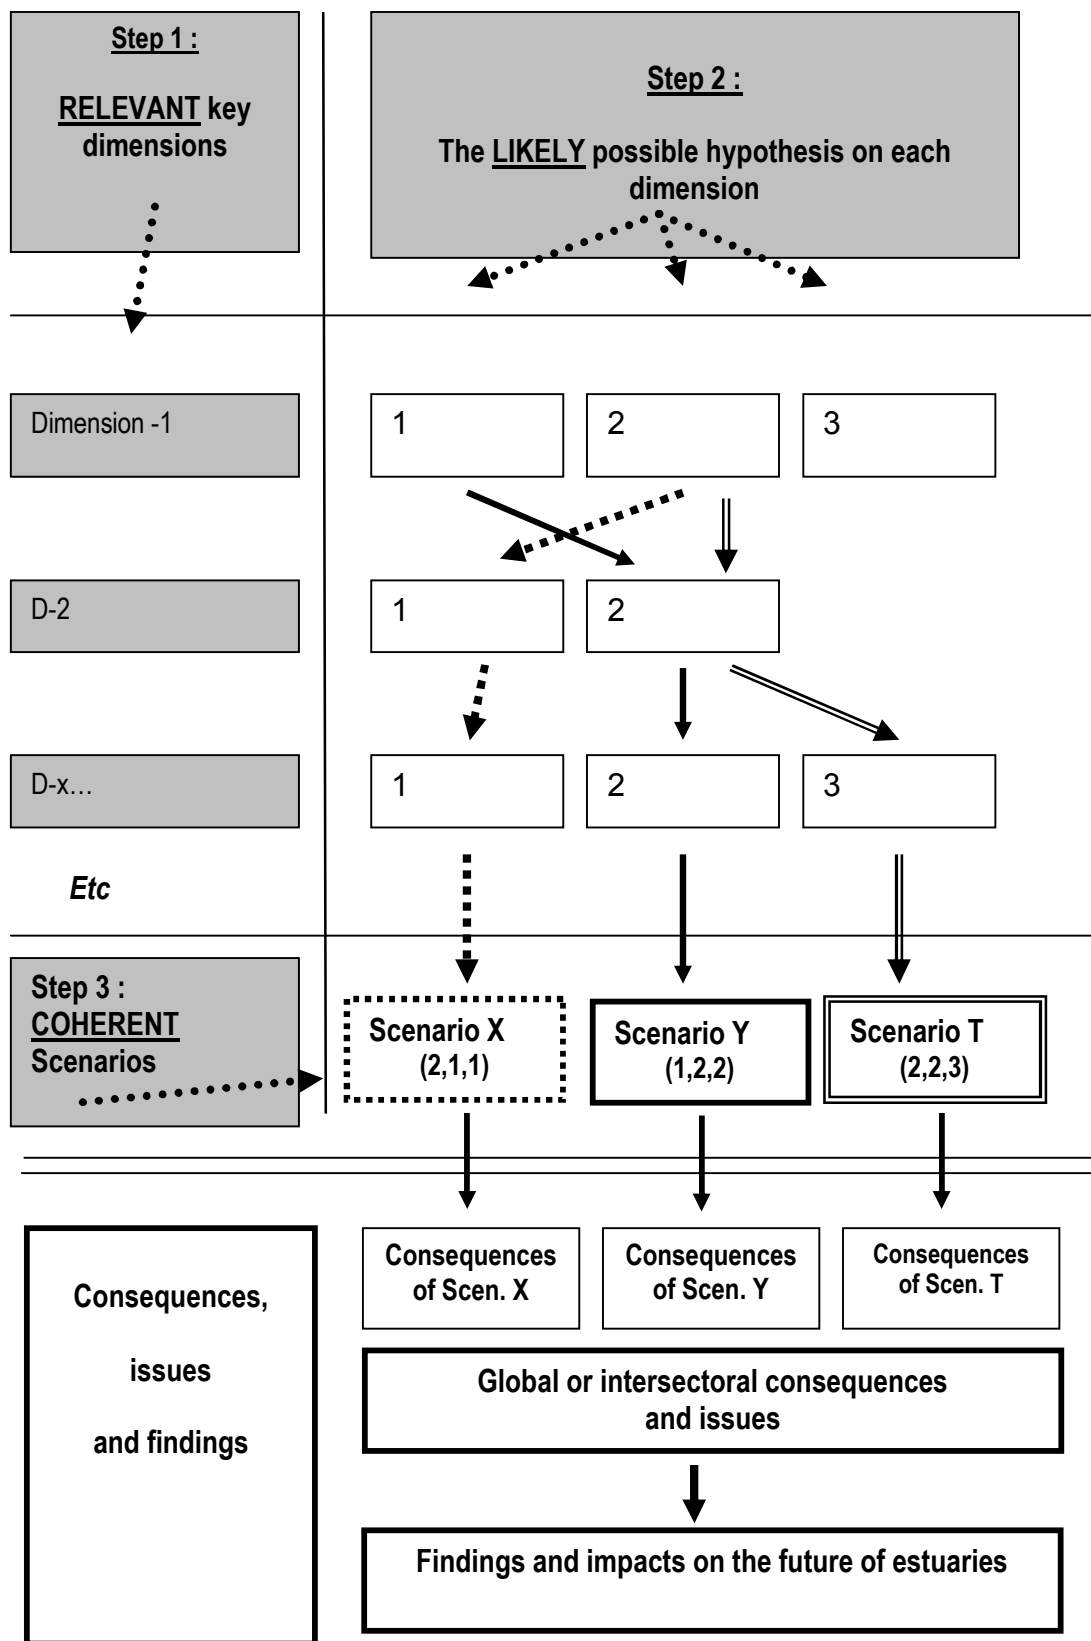 Step 1 :
RELEVANT key
dimensions
Step 2 :
The LIKELY possible hypothesis on each
dimension
Dimension -1
1
2
3
D-2
1
2
D-x…
1
2
3
Etc
Step 3 :
COHERENT
Scenarios
Scenario X
(2,1,1)
Scenario Y
(1,2,2)
Scenario T
(2,2,3)
Consequences,
issues
and findings
Consequences
of Scen. X
Consequences
of Scen. Y
Consequences
of Scen. T
Global or intersectoral consequences
and issues
Findings and impacts on the future of estuaries